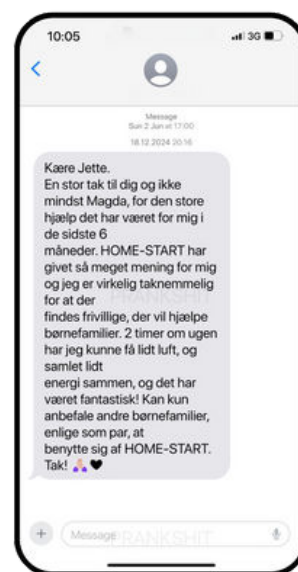 10:05
3G
Message
Sun 2 Jun at 17:00
18.12.2024 20:16
Kære Jette.
En stor tak til dig og ikke
mindst Magda, for den store
hjælp det har været for mig i
de sidste 6
måneder. HOME-START har
givet så meget mening for mig
og jeg er virkelig taknemmelig
for at der
findes frivillige, der vil hjælpe
børnefamilier. 2 timer om ugen
har jeg kunne få lidt luft, og
samlet lidt
energi sammen, og det har
været fantastisk! Kan kun
anbefale andre børnefamilier,
enlige som par, at
benytte sig af HOME-START.
Tak! 🙏🏻🖤
PRANKSHIT
Message
PRANKSHIT